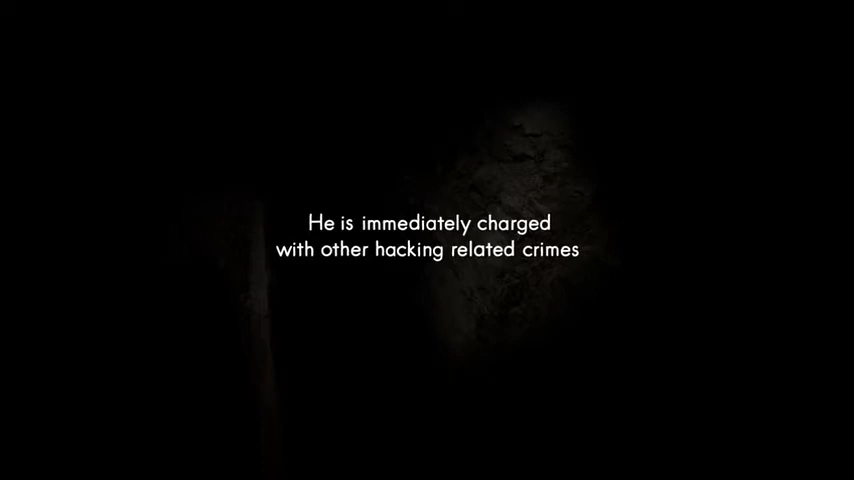 He is immediately charged
with other hacking related crimes